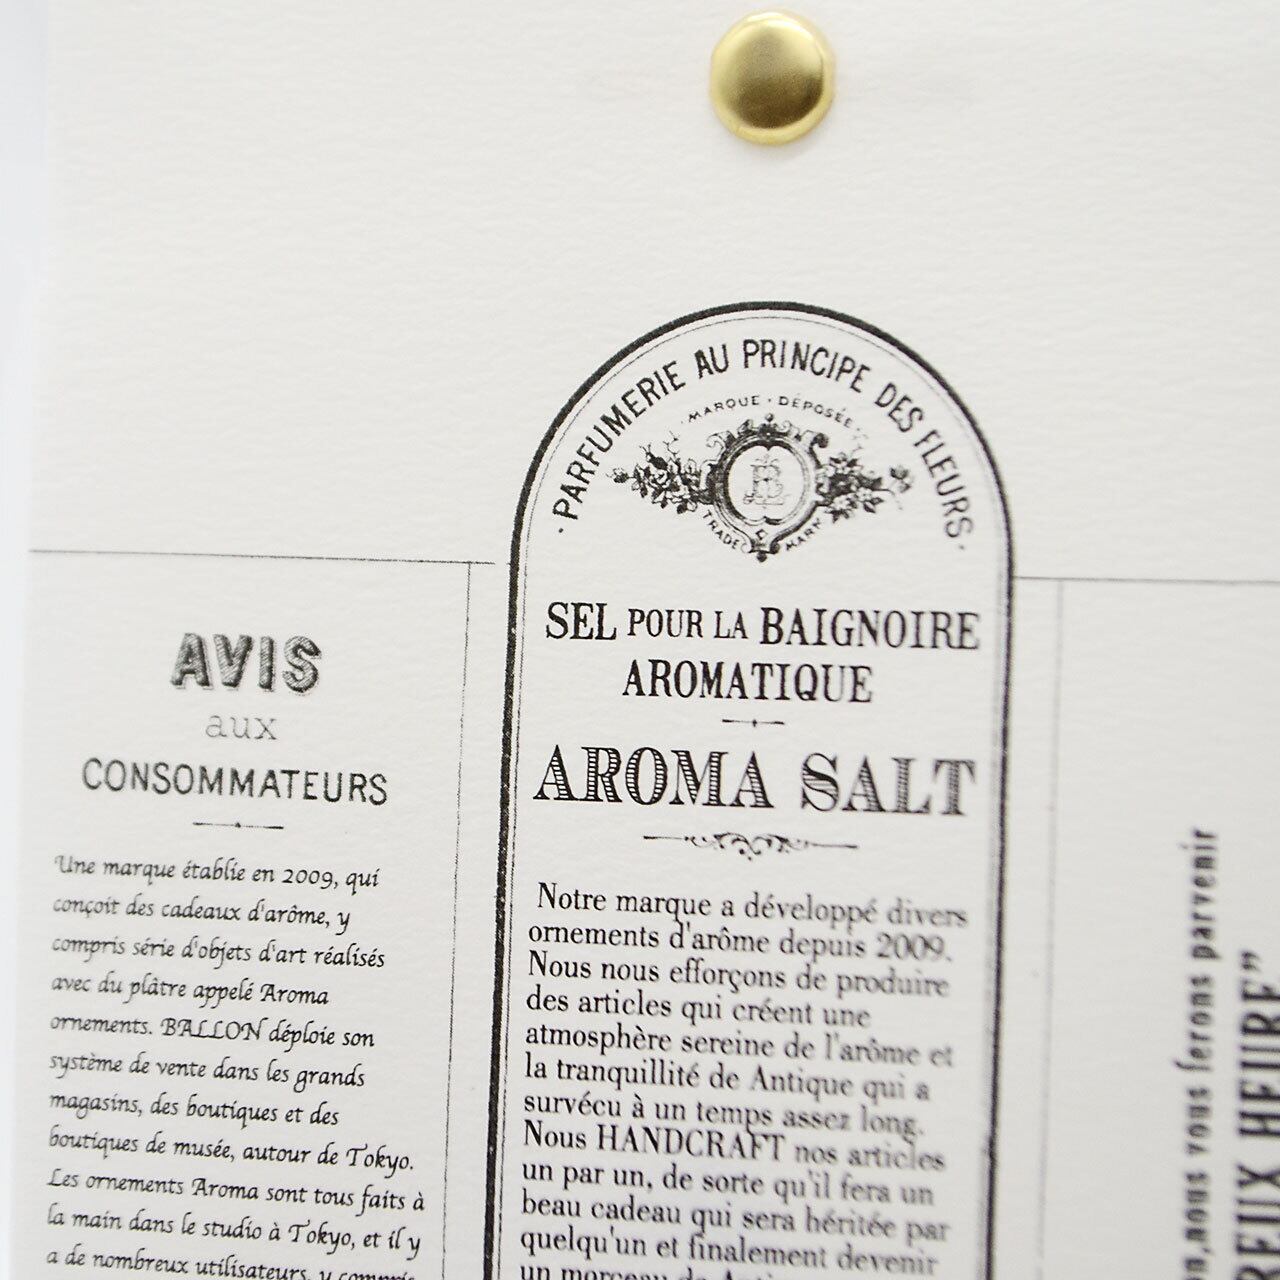 PARFUMERIE AU PRINCIPE DES FLEURS
MARQUE · DÉPOSÉE
BL
TRADE MARK
SEL POUR LA BAIGNOIRE
AROMATIQUE
AROMA SALT
Notre marque a développé divers
ornements d'arôme depuis 2009.
Nous nous efforçons de produire
des articles qui créent une
atmosphère sereine de l'arôme et
la tranquillité de Antique qui a
survécu à un temps assez long.
Nous HANDCRAFT nos articles
un par un, de sorte qu'il fera un
beau cadeau qui sera héritée par
quelqu'un et finalement devenir
un morceau de
AVIS
aux
CONSOMMATEURS
Une marque établie en 2009, qui
conçoit des cadeaux d'arôme, y
compris série d'objets d'art réalisés
avec du plâtre appelé Aroma
ornements. BALLON déploie son
système de vente dans les grands
magasins, des boutiques et des
boutiques de musée, autour de Tokyo.
Les ornements Aroma sont tous faits à
la main dans le studio à Tokyo, et il y
a de nombreux utilisateurs, y compris
nous vous ferons parvenir
HEURE”